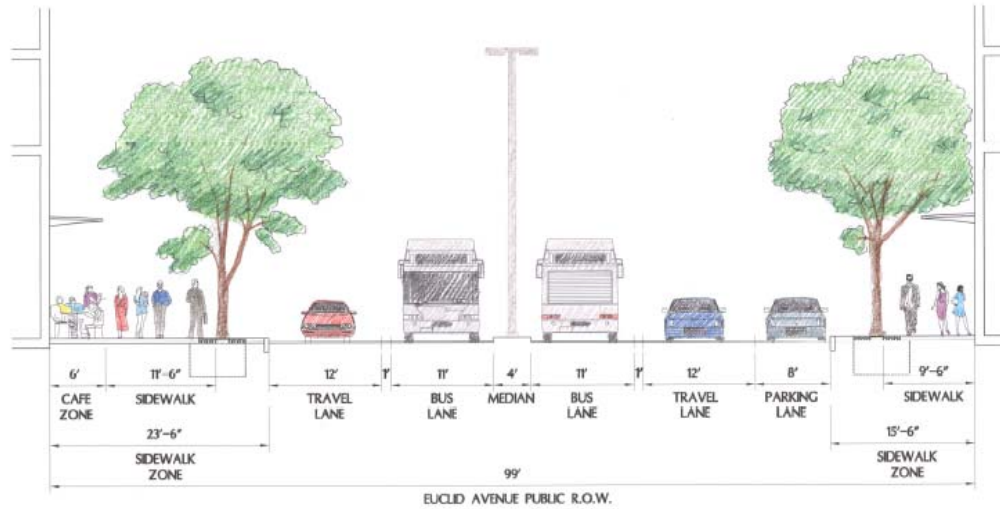 6' 11'-6" 12' 1' 11' 4' 11' 1' 12' 8' 9'-6"
CAFE ZONE
SIDEWALK
TRAVEL LANE
BUS LANE
MEDIAN
BUS LANE
TRAVEL LANE
PARKING LANE
SIDEWALK
23'-6"
15'-6"
SIDEWALK ZONE
SIDEWALK ZONE
99'
EUCLID AVENUE PUBLIC R.O.W.